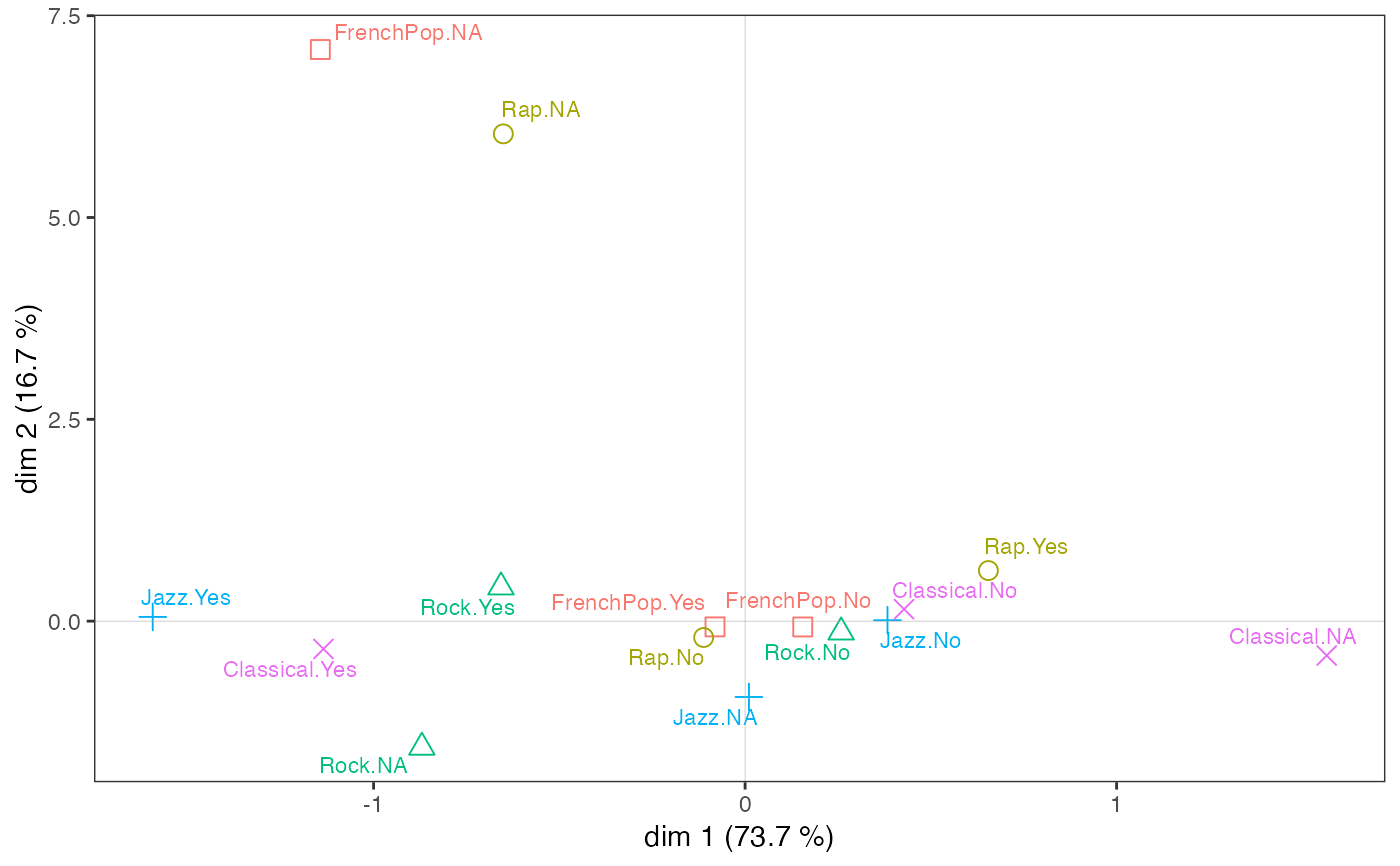 7.5
FrenchPop.NA
Rap.NA
5.0
dim 2 (16.7 %)
2.5
Rap.Yes
Classical.No
Jazz.Yes
FrenchPop.Yes
FrenchPop.No
Rock.Yes
0.0
Classical.NA
Jazz.No
Rock.No
Rap.No
Classical.Yes
Jazz.NA
Rock.NA
-1
0
1
dim 1 (73.7 %)